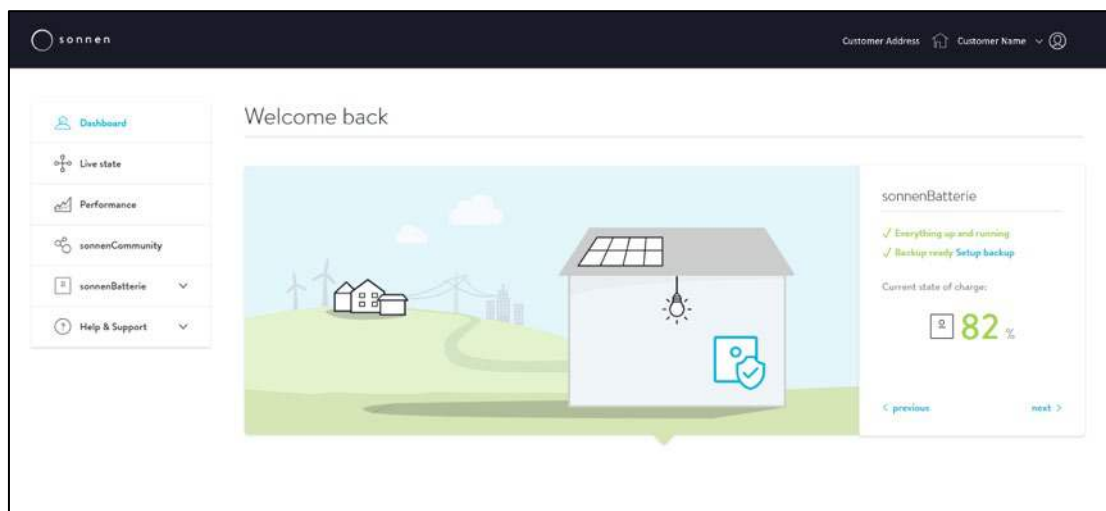 sonnen
Customer Address Customer Name
Dashboard
Live state
Performance
sonnenCommunity
sonnenBatterie
Help & Support
Welcome back
sonnenBatterie
✓ Everything up and running
✓ Backup ready Setup backup
Current state of charge:
82 %
< previous next >